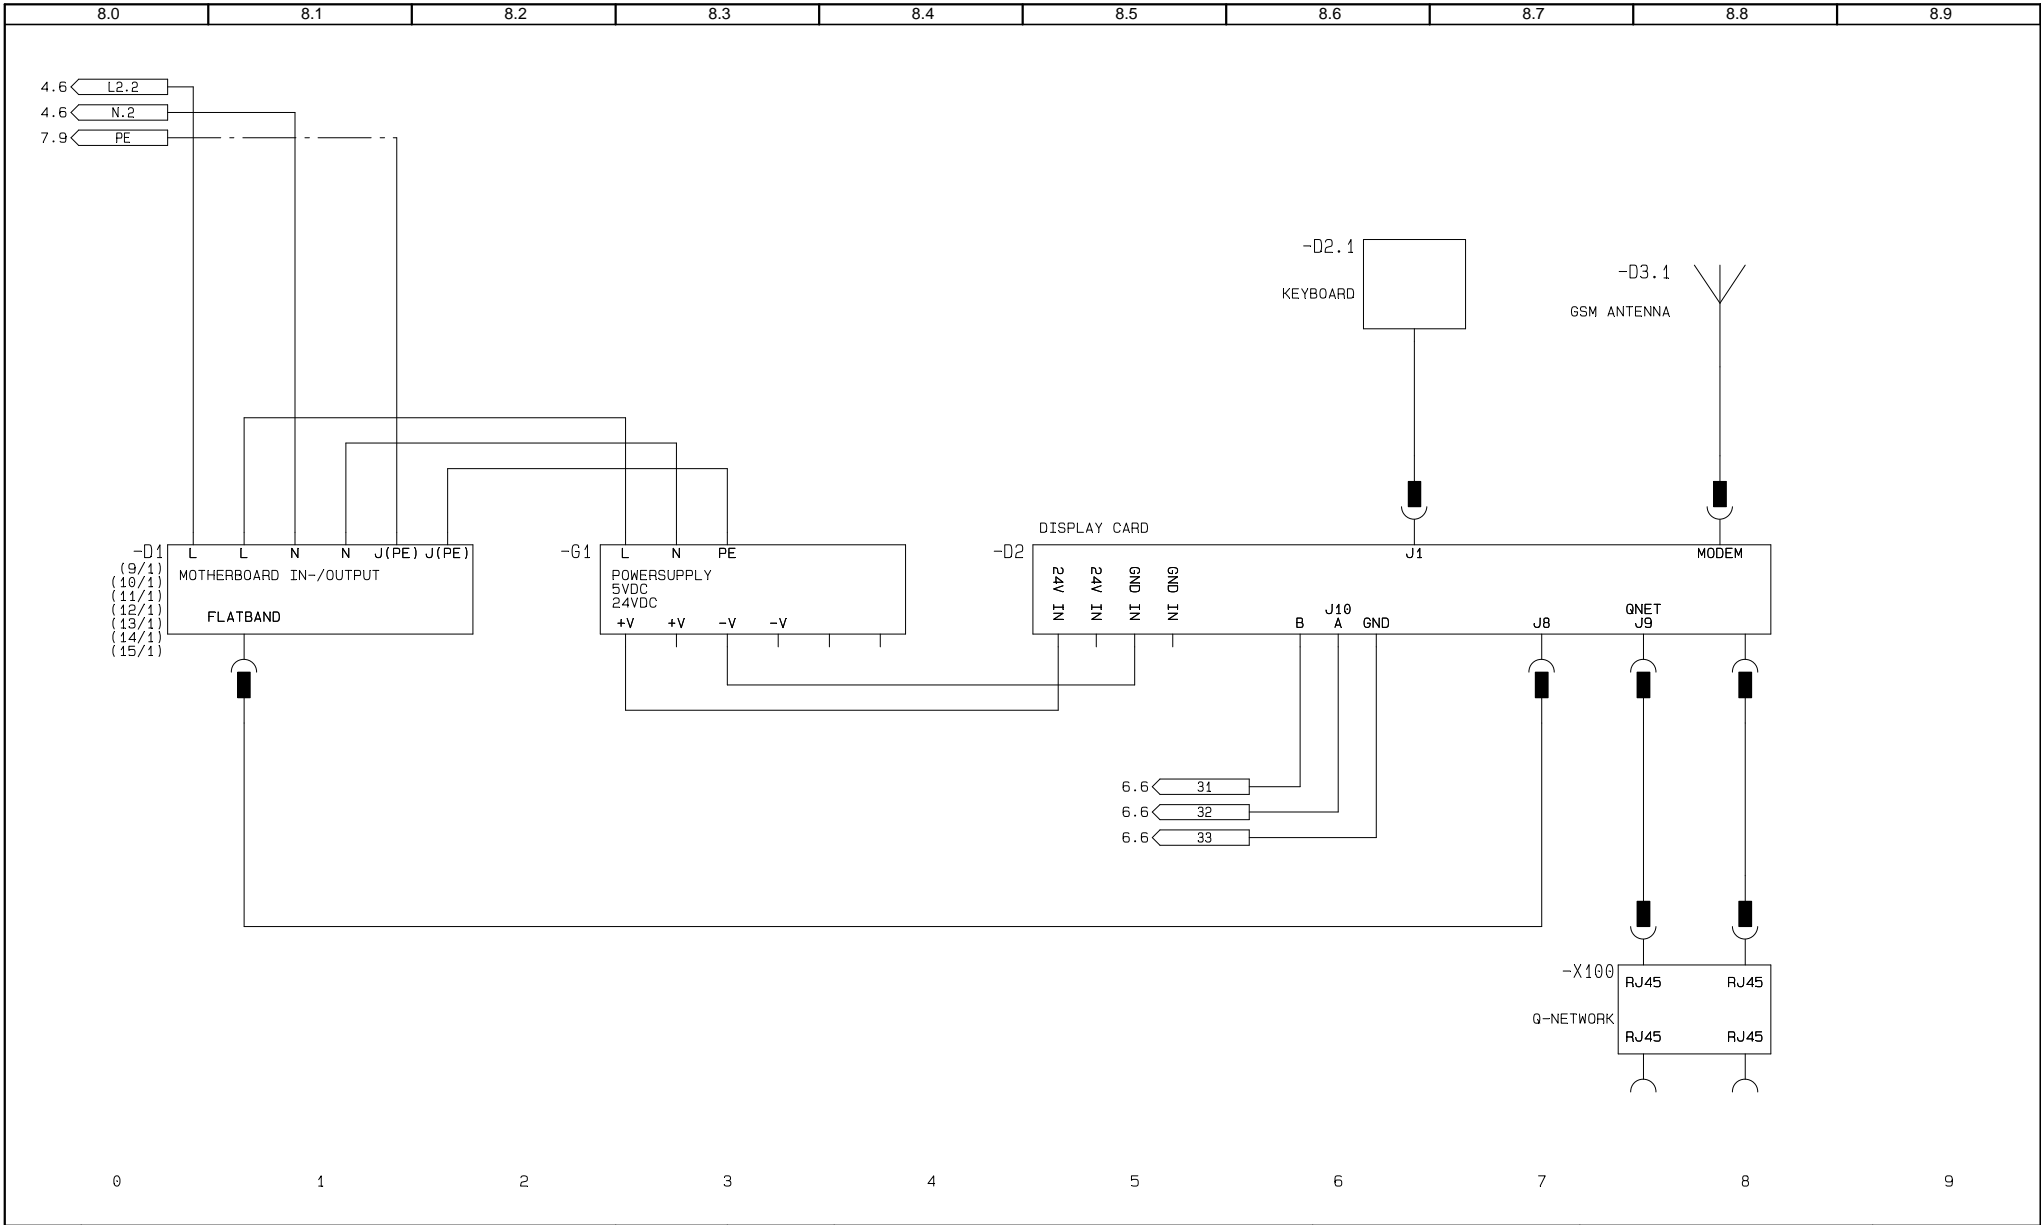 8.0 8.1 8.2 8.3 8.4 8.5 8.6 8.7 8.8 8.9
4.6 L2.2
4.6 N.2
7.9 PE
-D2.1
KEYBOARD
-D3.1
GSM ANTENNA
-D1
(9/1)
(10/1)
(11/1)
(12/1)
(13/1)
(14/1)
(15/1)
L L N N J(PE) J(PE)
MOTHERBOARD IN-/OUTPUT
FLATBAND
-G1
L N PE
POWERSUPPLY
5VDC
24VDC
+V +V -V -V
DISPLAY CARD
-D2
J1 MODEM
24V IN
24V IN
GND IN
GND IN
J10
B A GND
J8
QNET
J9
6.6 31
6.6 32
6.6 33
-X100
Q-NETWORK
RJ45 RJ45
RJ45 RJ45
0 1 2 3 4 5 6 7 8 9